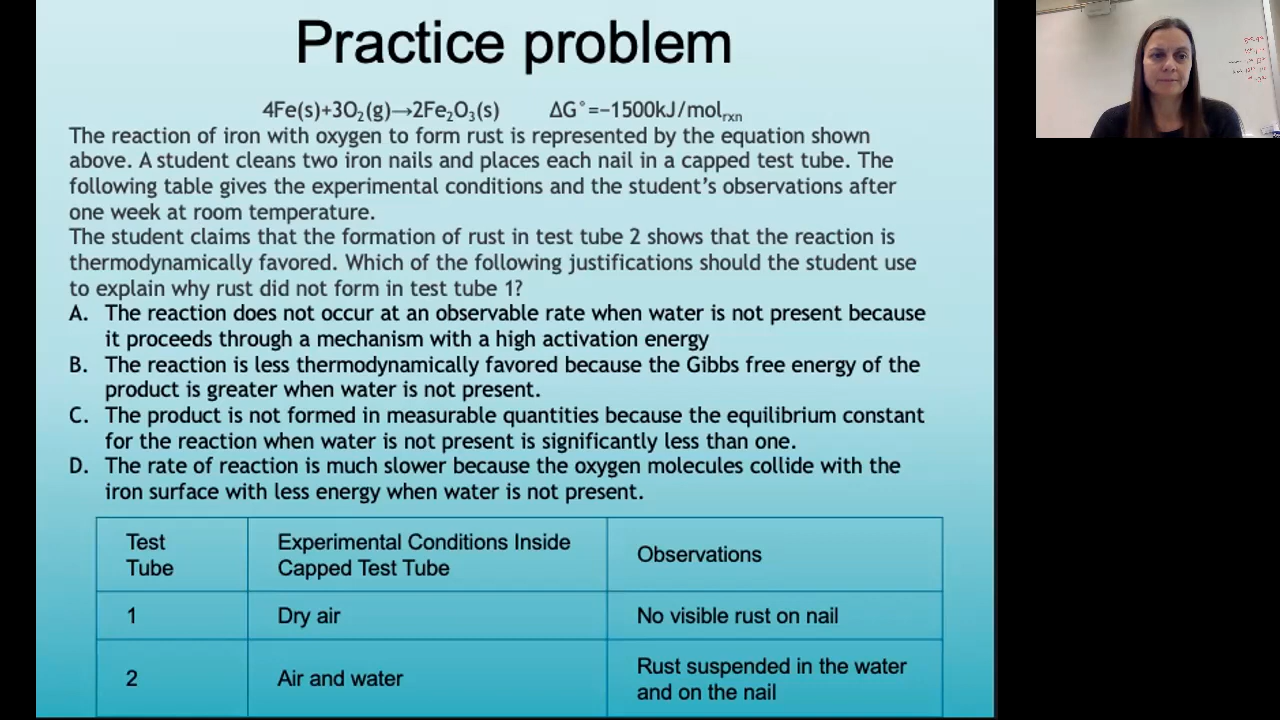 Practice problem
4Fe(s)+3O₂(g)→2Fe₂O₃(s) ΔG°=−1500kJ/molᵣₓₙ
The reaction of iron with oxygen to form rust is represented by the equation shown
above. A student cleans two iron nails and places each nail in a capped test tube. The
following table gives the experimental conditions and the student's observations after
one week at room temperature.
The student claims that the formation of rust in test tube 2 shows that the reaction is
thermodynamically favored. Which of the following justifications should the student use
to explain why rust did not form in test tube 1?
A. The reaction does not occur at an observable rate when water is not present because
it proceeds through a mechanism with a high activation energy
B. The reaction is less thermodynamically favored because the Gibbs free energy of the
product is greater when water is not present.
C. The product is not formed in measurable quantities because the equilibrium constant
for the reaction when water is not present is significantly less than one.
D. The rate of reaction is much slower because the oxygen molecules collide with the
iron surface with less energy when water is not present.
Test
Tube
Experimental Conditions Inside
Capped Test Tube
Observations
1
Dry air
No visible rust on nail
2
Air and water
Rust suspended in the water
and on the nail